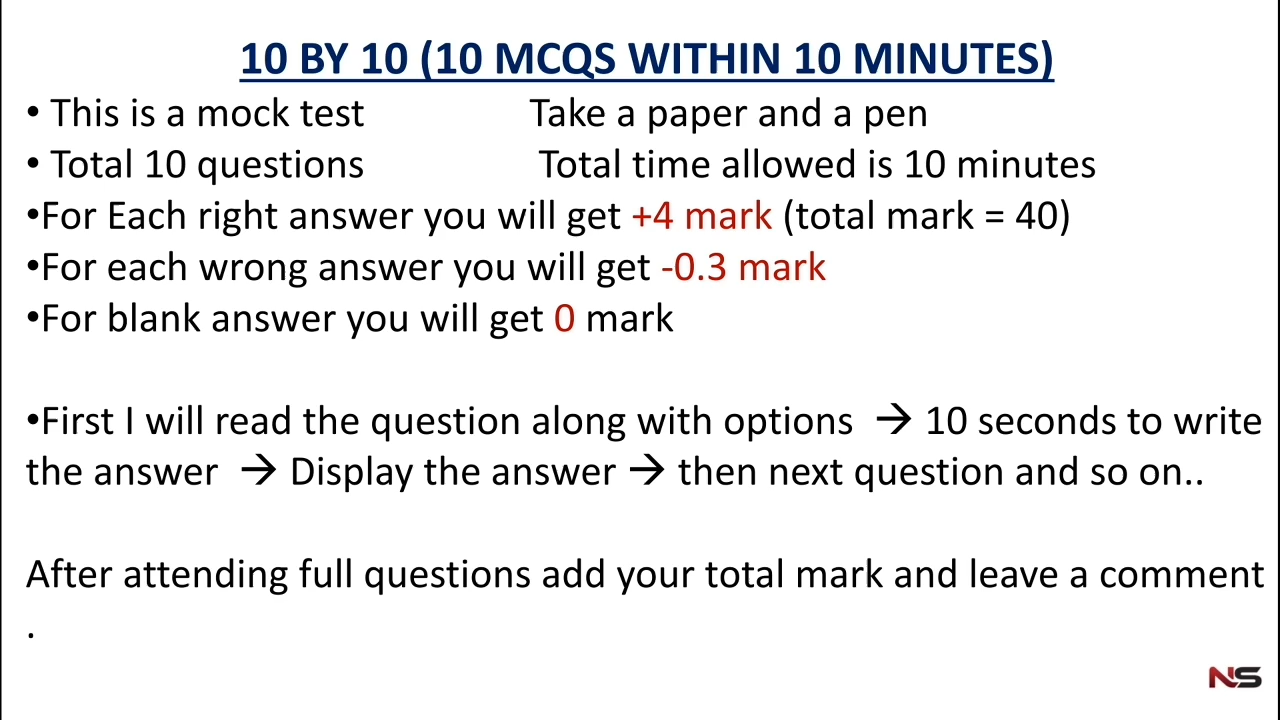 10 BY 10 (10 MCQS WITHIN 10 MINUTES)
• This is a mock test Take a paper and a pen
• Total 10 questions Total time allowed is 10 minutes
•For Each right answer you will get +4 mark (total mark = 40)
•For each wrong answer you will get -0.3 mark
•For blank answer you will get 0 mark
•First I will read the question along with options → 10 seconds to write
the answer → Display the answer → then next question and so on..
After attending full questions add your total mark and leave a comment
.
NS